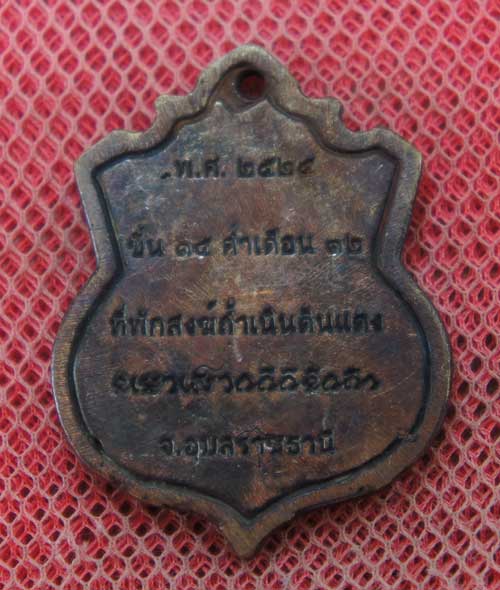 พ.ศ. ๒๕๒๔
ขึ้น ๑๔ ค่ำเดือน ๑๒
ที่พักสงฆ์ถ้ำเนินดินแดง
จ.อุบลราชธานี